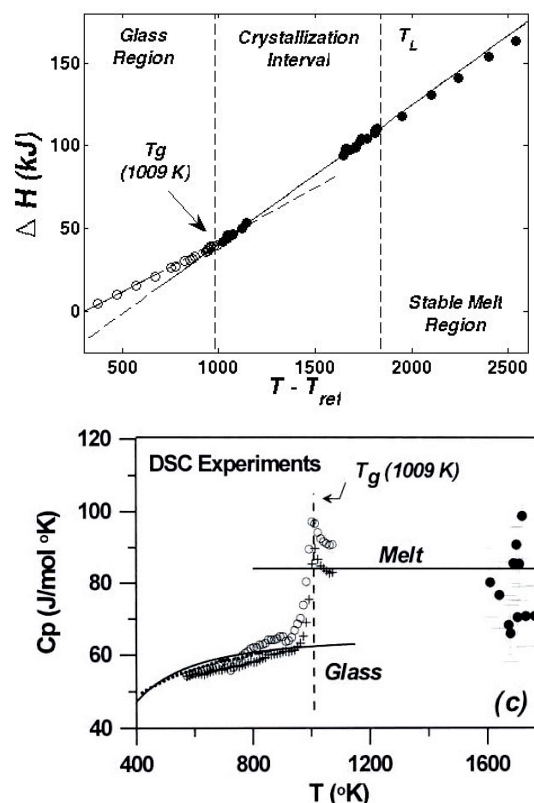 150
100
50
0
Δ H (kJ)
Glass
Region
Crystallization
Interval
T_L
Tg
(1009 K)
Stable Melt
Region
500
1000
1500
2000
2500
T - T_ref
120
100
80
60
40
Cp (J/mol °K)
DSC Experiments
Tg (1009 K)
Melt
Glass
(c)
400
800
1200
1600
T (°K)